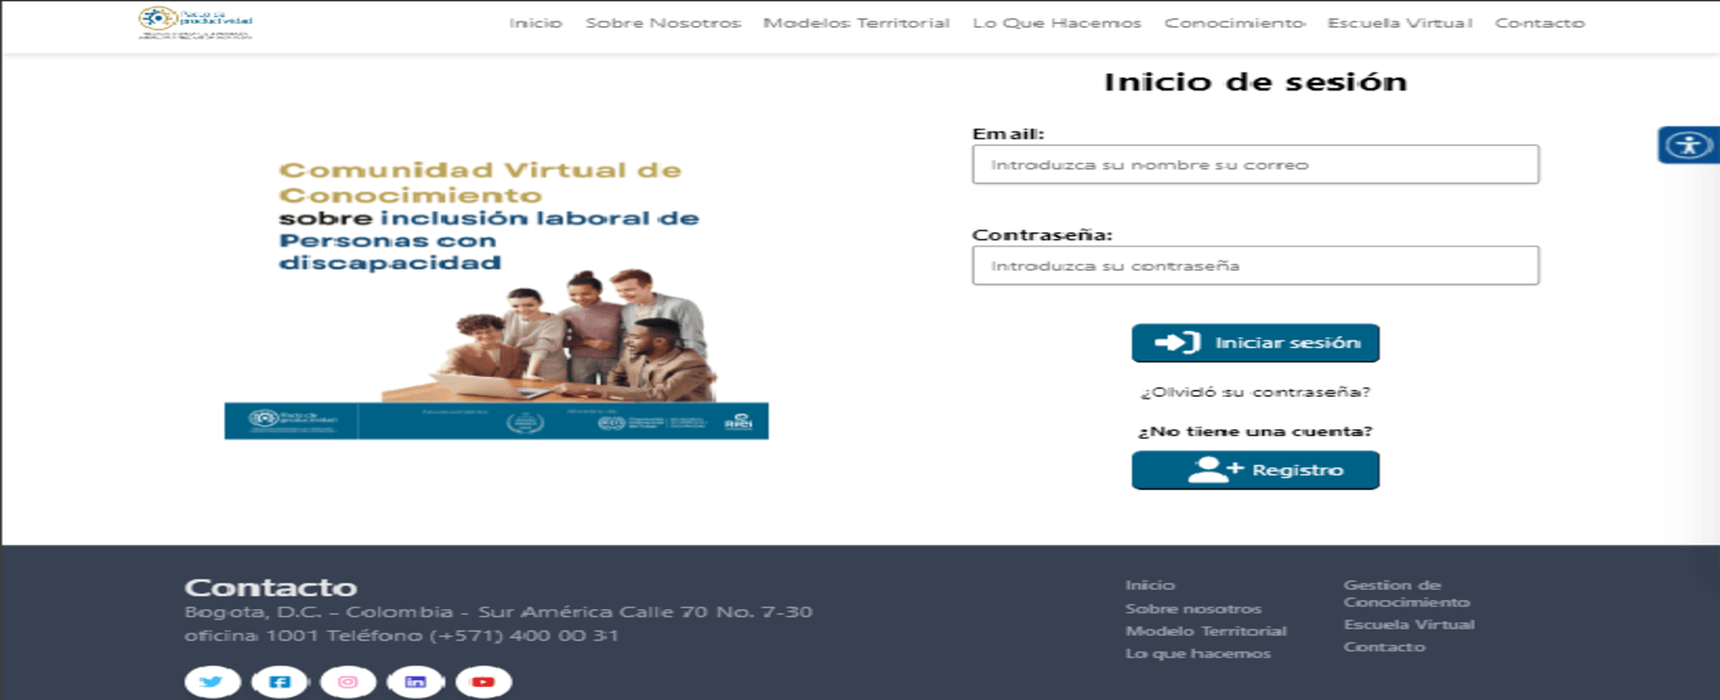 Pacto de
productividad
Inicio
Sobre Nosotros
Modelos Territorial
Lo Que Hacemos
Conocimiento
Escuela Virtual
Contacto
Inicio de sesión
Email:
Introduzca su nombre su correo
Contraseña:
Introduzca su contraseña
Iniciar sesión
¿Olvidó su contraseña?
¿No tiene una cuenta?
Registro
Comunidad Virtual de
Conocimiento
sobre inclusión laboral de
Personas con
discapacidad
Pacto de
productividad
Contacto
Bogota, D.C. – Colombia - Sur América Calle 70 No. 7-30
oficina 1001 Teléfono (+571) 400 00 31
Inicio
Sobre nosotros
Modelo Territorial
Lo que hacemos
Gestion de
Conocimiento
Escuela Virtual
Contacto